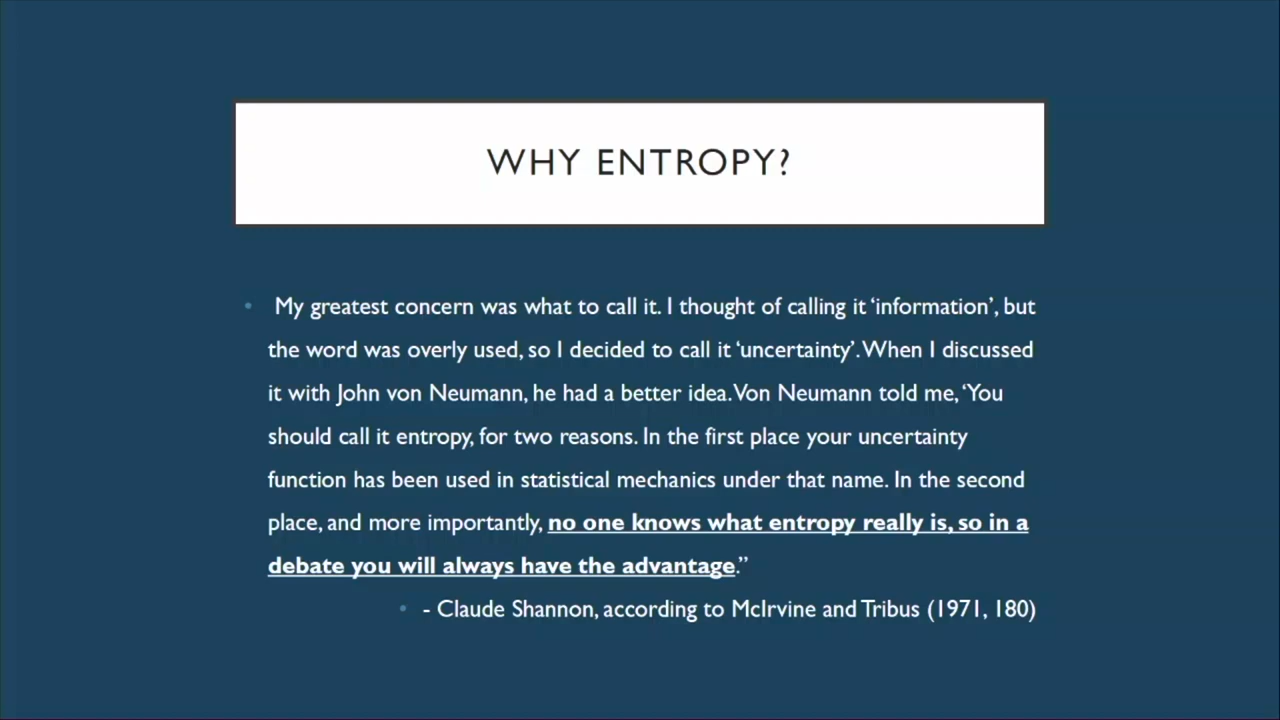 WHY ENTROPY?
• My greatest concern was what to call it. I thought of calling it ‘information’, but
the word was overly used, so I decided to call it ‘uncertainty’. When I discussed
it with John von Neumann, he had a better idea. Von Neumann told me, ‘You
should call it entropy, for two reasons. In the first place your uncertainty
function has been used in statistical mechanics under that name. In the second
place, and more importantly, no one knows what entropy really is, so in a
debate you will always have the advantage.”
• - Claude Shannon, according to McIrvine and Tribus (1971, 180)